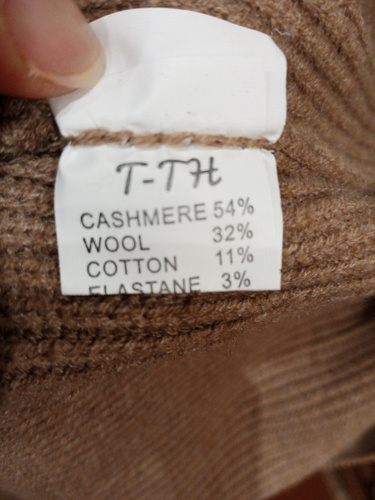 T-TH
CASHMERE 54%
WOOL 32%
COTTON 11%
ELASTANE 3%